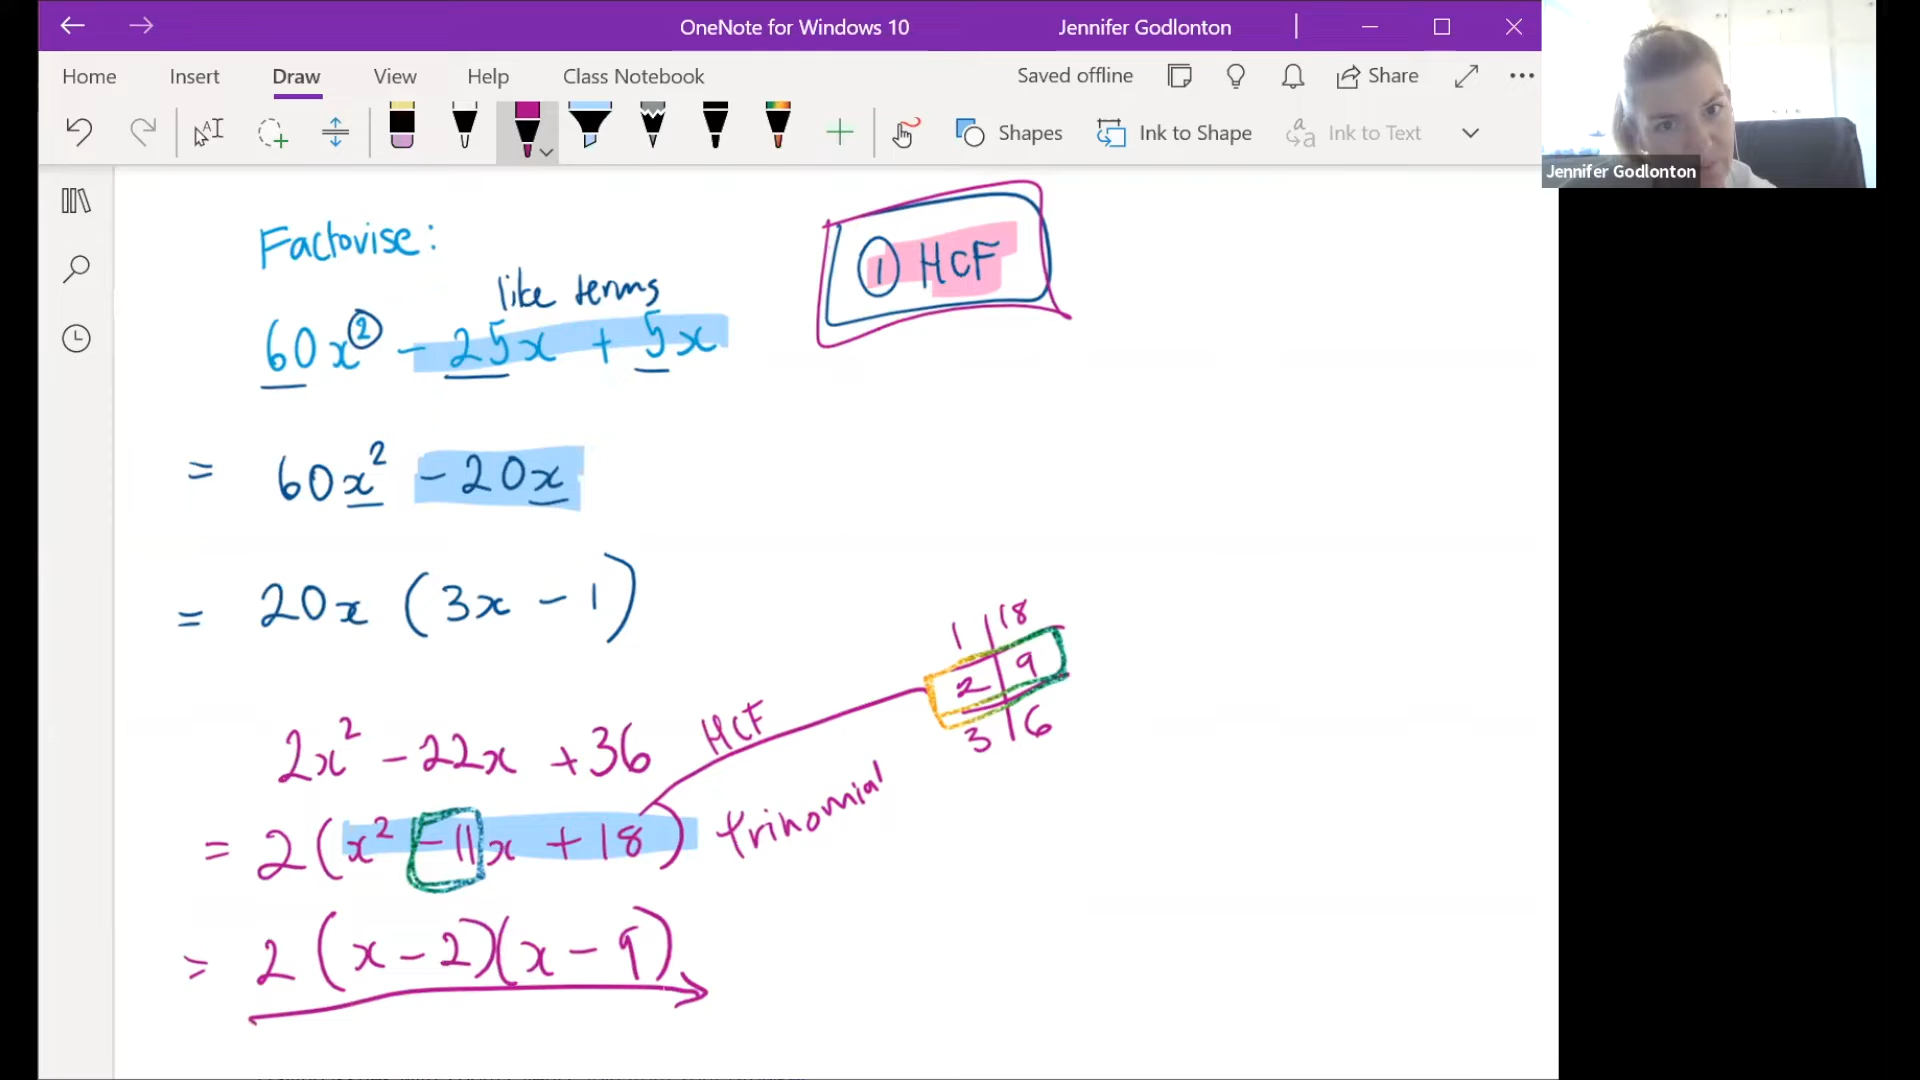 OneNote for Windows 10
Jennifer Godlonton
Home Insert Draw View Help Class Notebook
Saved offline
Share
Shapes
Ink to Shape
Ink to Text
Jennifer Godlonton
Factorise:
① HCF
like terms
60x² - 25x + 5x
= 60x² - 20x
= 20x (3x - 1)
1 | 18
2 | 9
3 | 6
2x² - 22x + 36
HCF
= 2(x² - 11x + 18)
trinomial
= 2(x - 2)(x - 9)